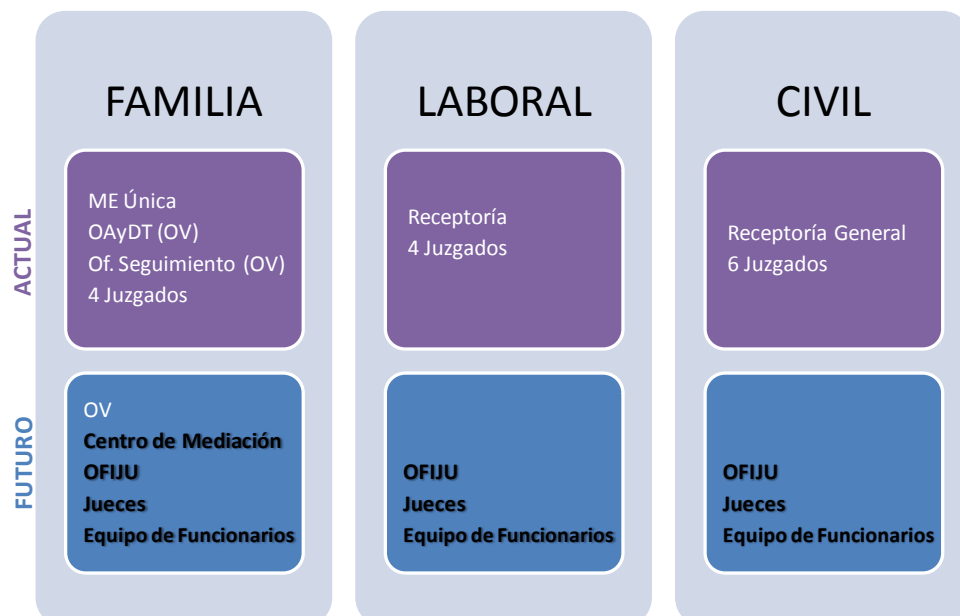 FAMILIA
LABORAL
CIVIL
ACTUAL
ME Única
OAyDT (OV)
Of. Seguimiento (OV)
4 Juzgados
Receptoría
4 Juzgados
Receptoría General
6 Juzgados
FUTURO
OV
Centro de Mediación
OFIJU
Jueces
Equipo de Funcionarios
OFIJU
Jueces
Equipo de Funcionarios
OFIJU
Jueces
Equipo de Funcionarios